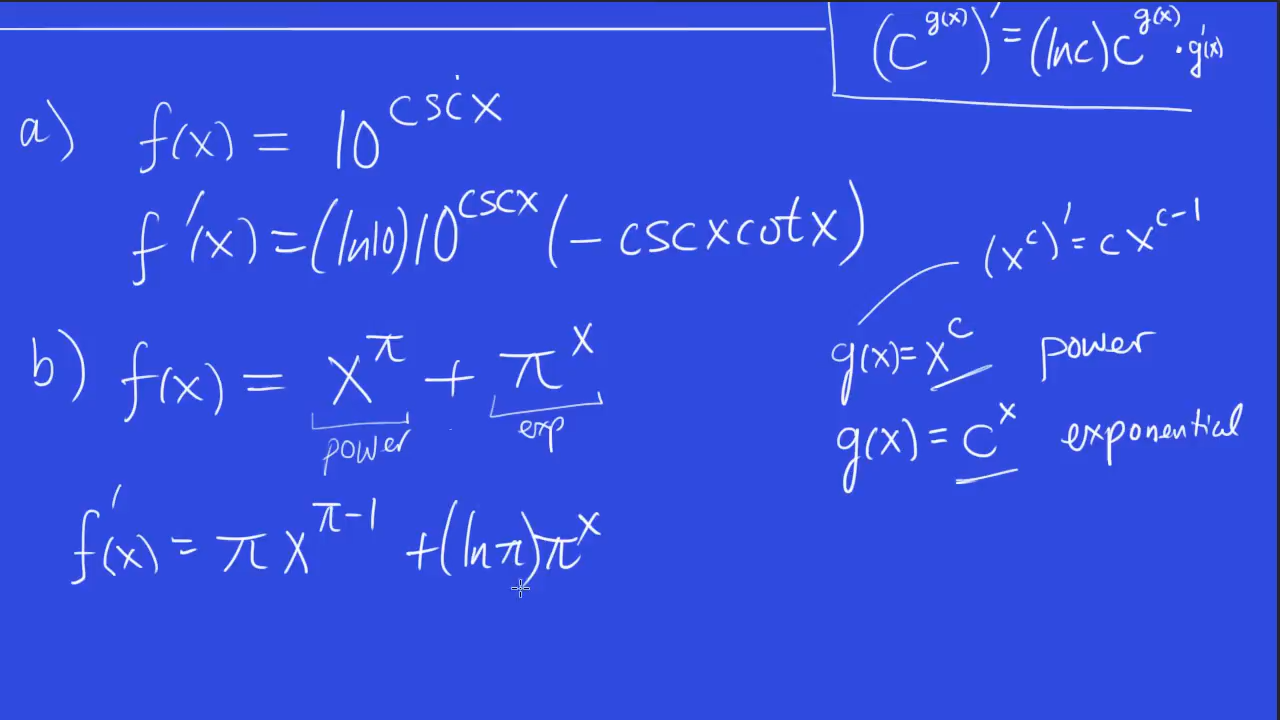 (C^{g(x)})' = (ln c) C^{g(x)} · g'(x)
a) f(x) = 10^{csc x}
f'(x) = (ln 10) 10^{csc x} (− csc x cot x)
(x^c)' = c x^{c−1}
b) f(x) = x^π + π^x
power exp
g(x) = x^c power
g(x) = c^x exponential
f'(x) = π x^{π−1} + (ln π) π^x